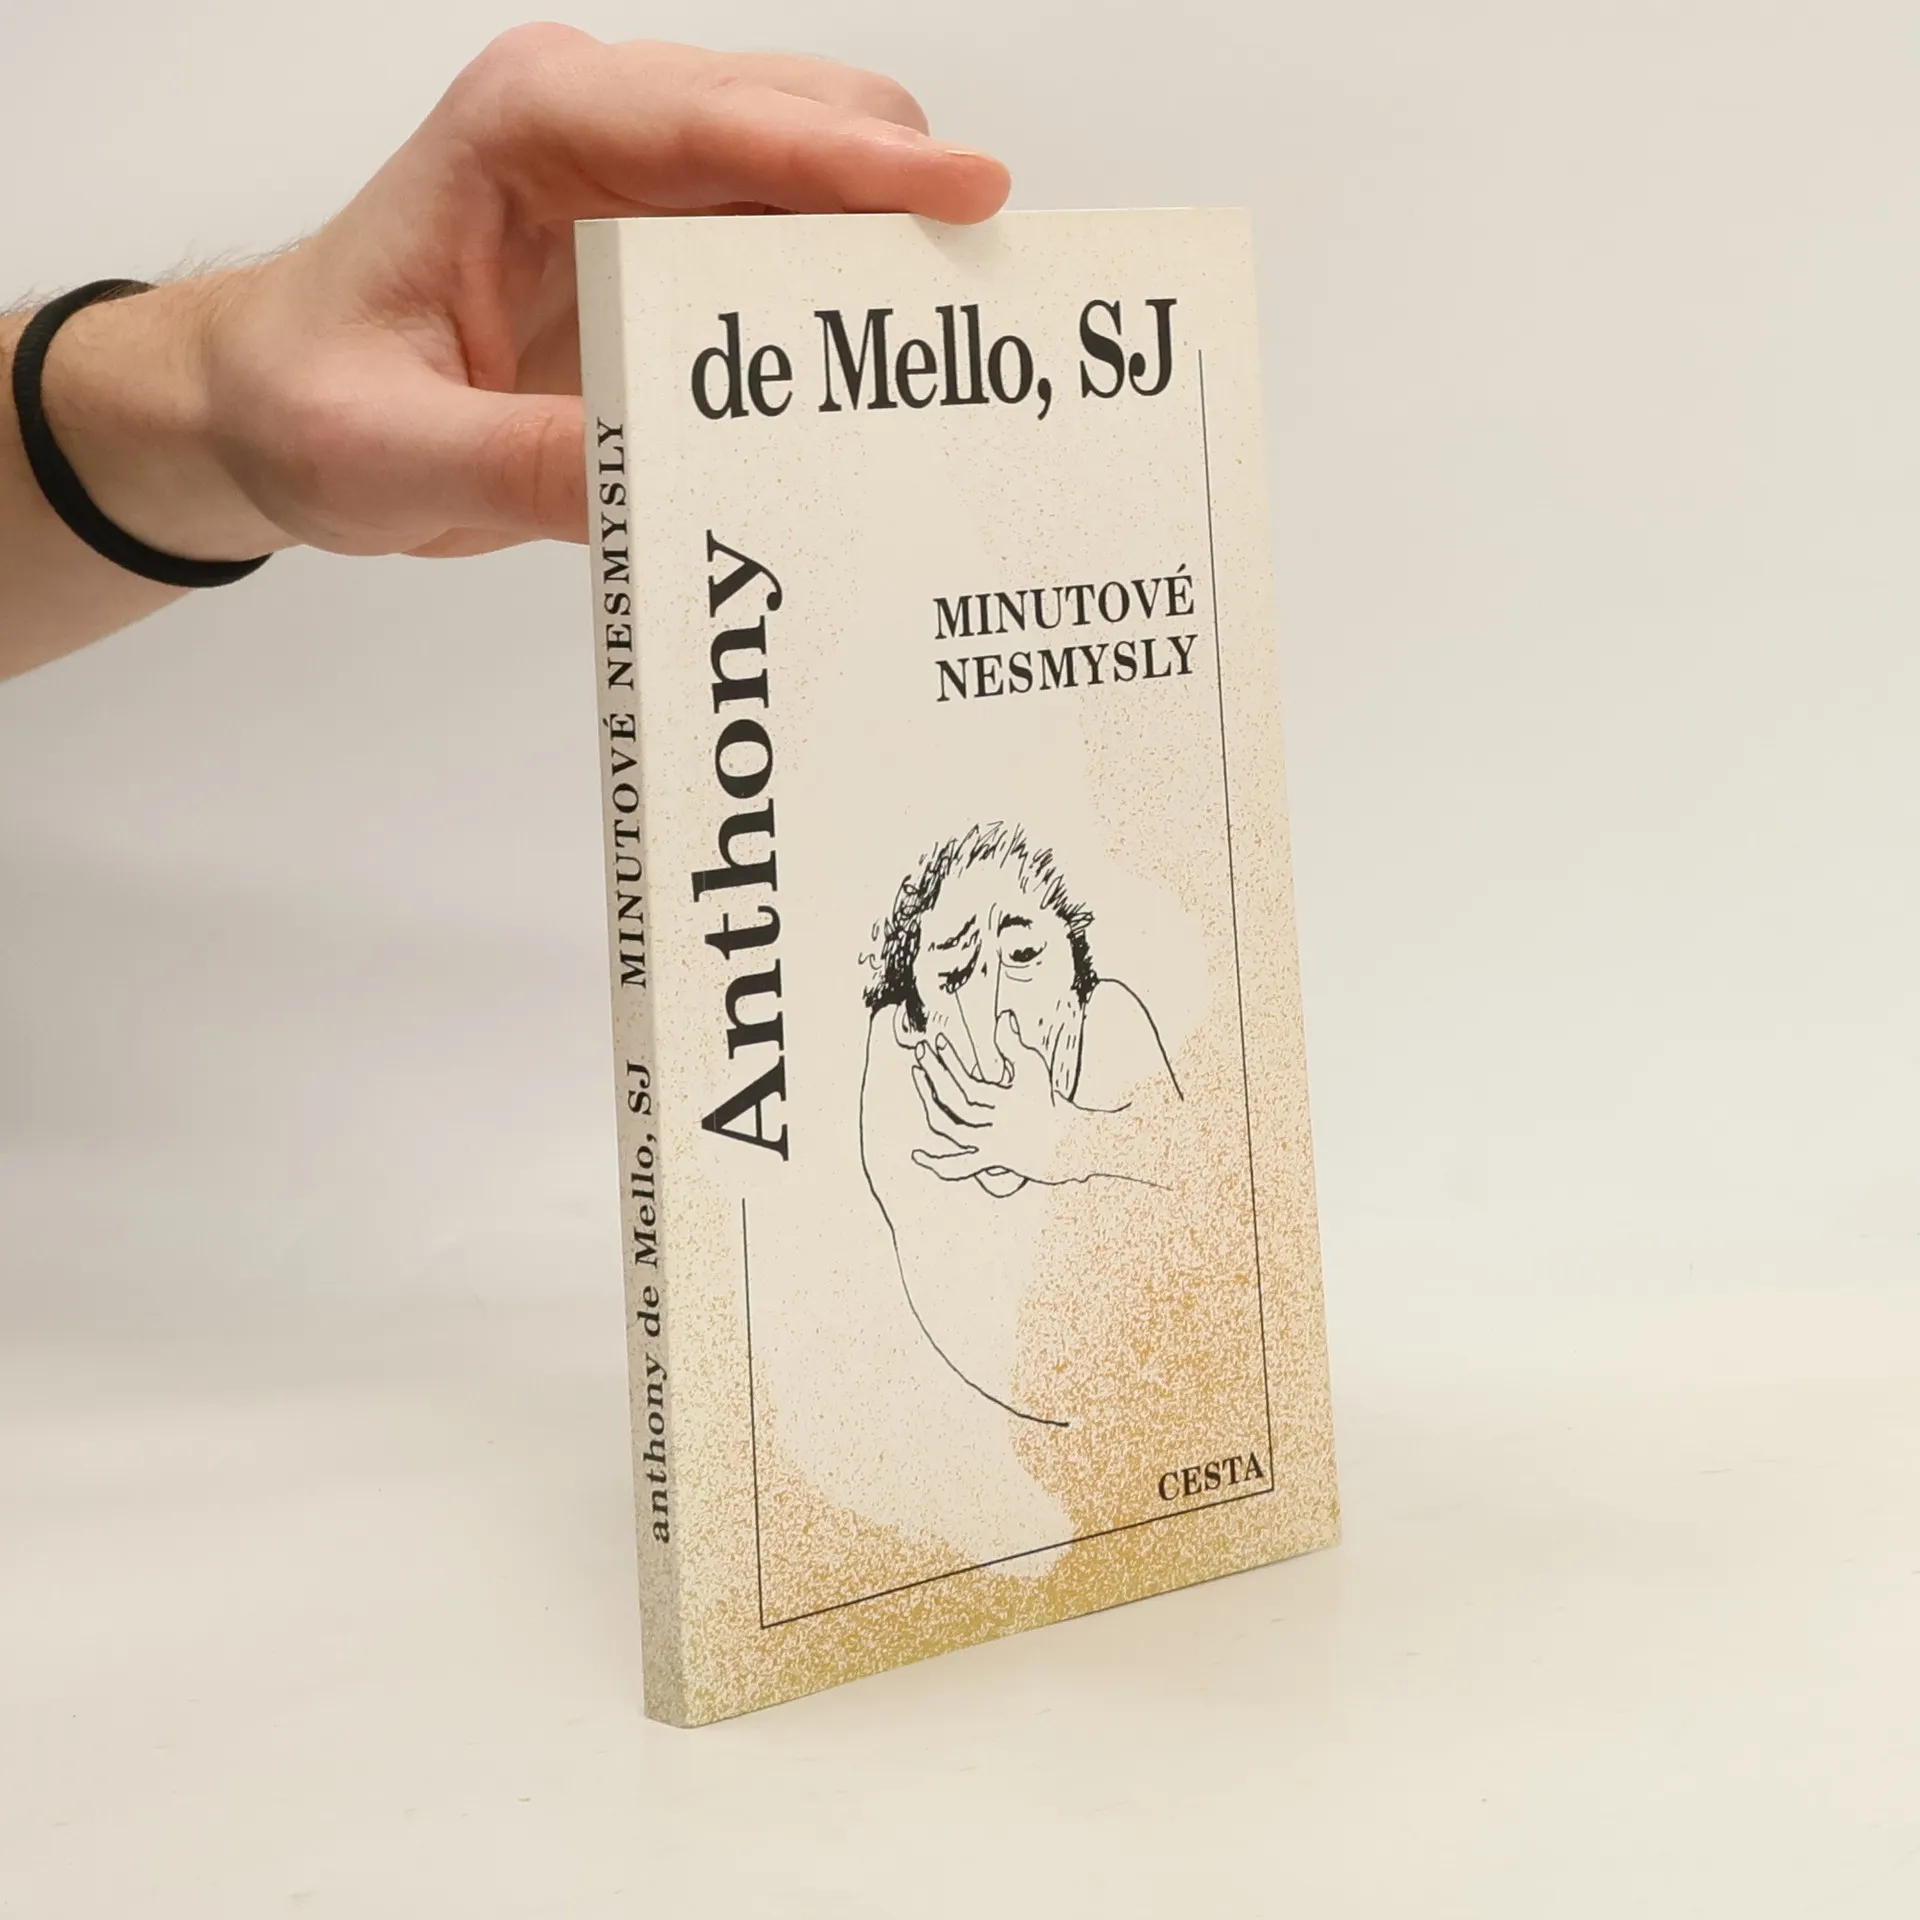 de Mello, SJ
Anthony
MINUTOVÉ
NESMYSLY
CESTA
anthony de Mello, SJ MINUTOVÉ NESMYSLY